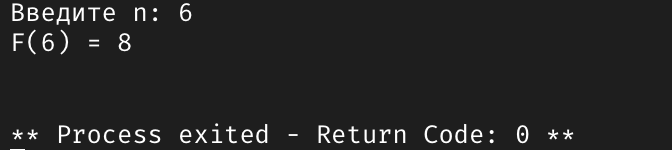 Введите n: 6
F(6) = 8
** Process exited - Return Code: 0 **